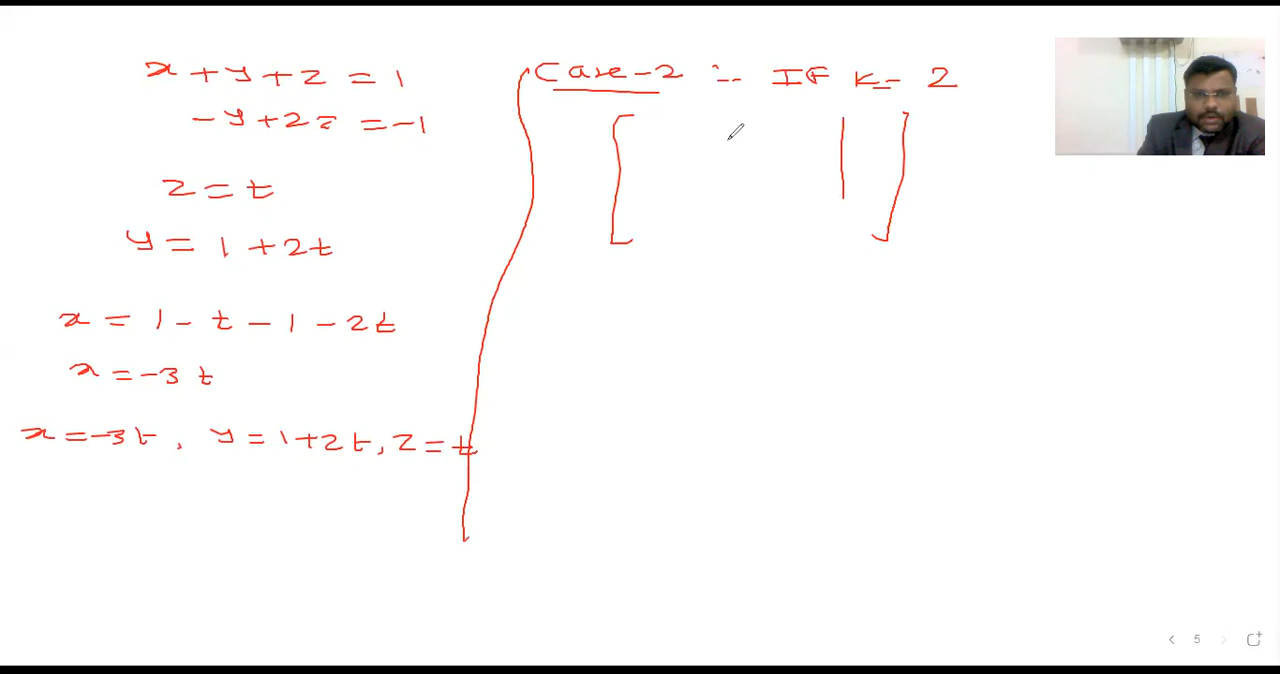 x + y + z = 1
- y + 2z = -1
z = t
y = 1 + 2t
x = 1 - t - 1 - 2t
x = -3t
x = -3t, y = 1 + 2t, z = t
Case-2 :- IF k = 2
5